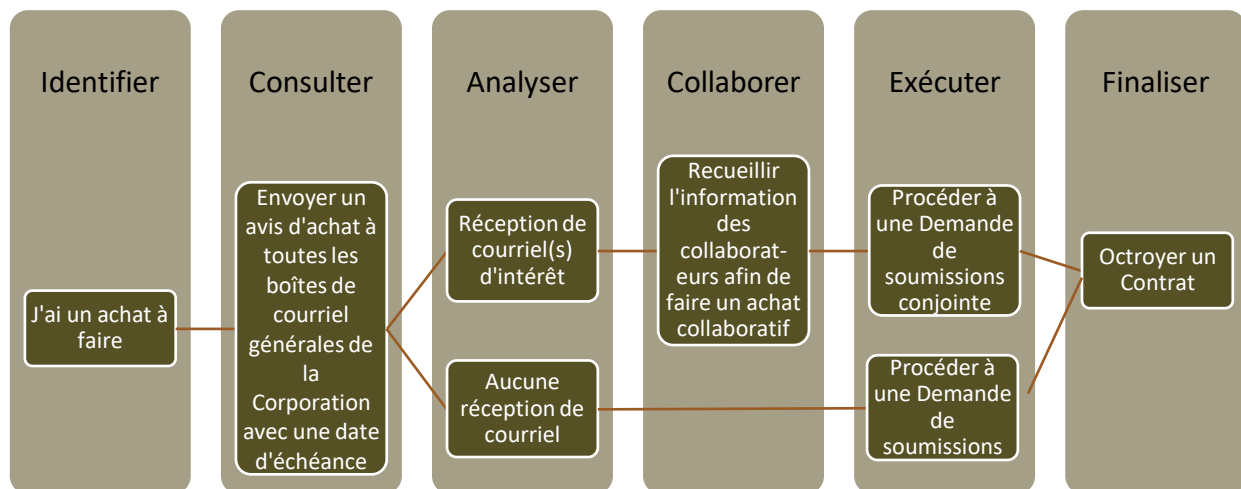 Identifier
Consulter
Analyser
Collaborer
Exécuter
Finaliser
J'ai un achat à
faire
Envoyer un
avis d'achat à
toutes les
boîtes de
courriel
générales de
la
Corporation
avec une date
d'échéance
Réception de
courriel(s)
d'intérêt
Aucune
réception de
courriel
Recueillir
l'information
des
collaborat-
eurs afin de
faire un achat
collaboratif
Procéder à
une Demande
de
soumissions
conjointe
Procéder à
une Demande
de
soumissions
Octroyer un
Contrat